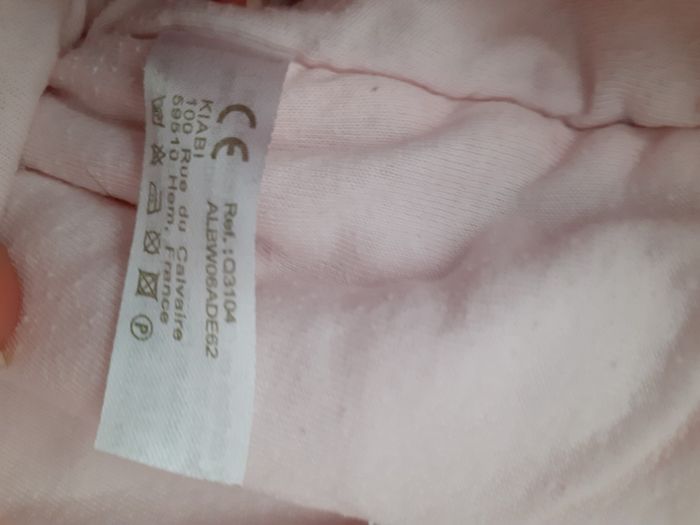 CE Ref.:Q3104
ALBW06ADE62
KIABI
100 Rue du Calvaire
59510 Hem, France
P